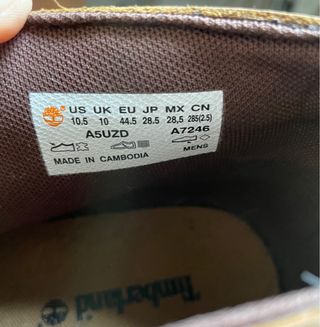 US UK EU JP MX CN
10.5 10 44.5 28.5 28,5 285(2.5)
A5UZD A7246
MADE IN CAMBODIA MENS
Timberland